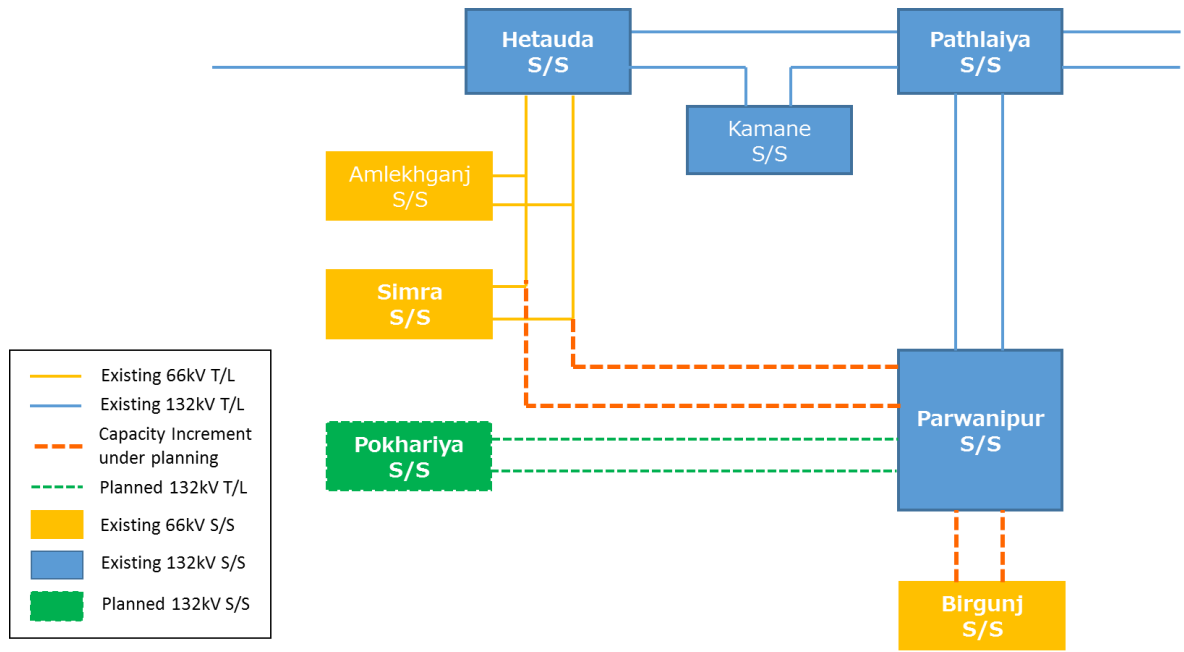 Hetauda
S/S
Pathlaiya
S/S
Kamane
S/S
Amlekhganj
S/S
Simra
S/S
Parwanipur
S/S
Pokhariya
S/S
Birgunj
S/S
Existing 66kV T/L
Existing 132kV T/L
Capacity Increment
under planning
Planned 132kV T/L
Existing 66kV S/S
Existing 132kV S/S
Planned 132kV S/S